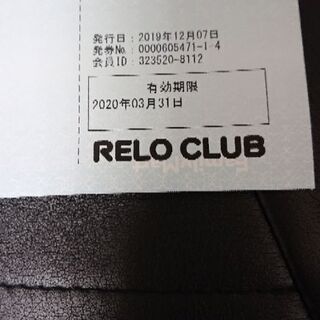 発行日：2019年12月07日
発券No.：0000605471-1-4
会員ID：323520-8112
有効期限
2020年03月31日
RELO CLUB